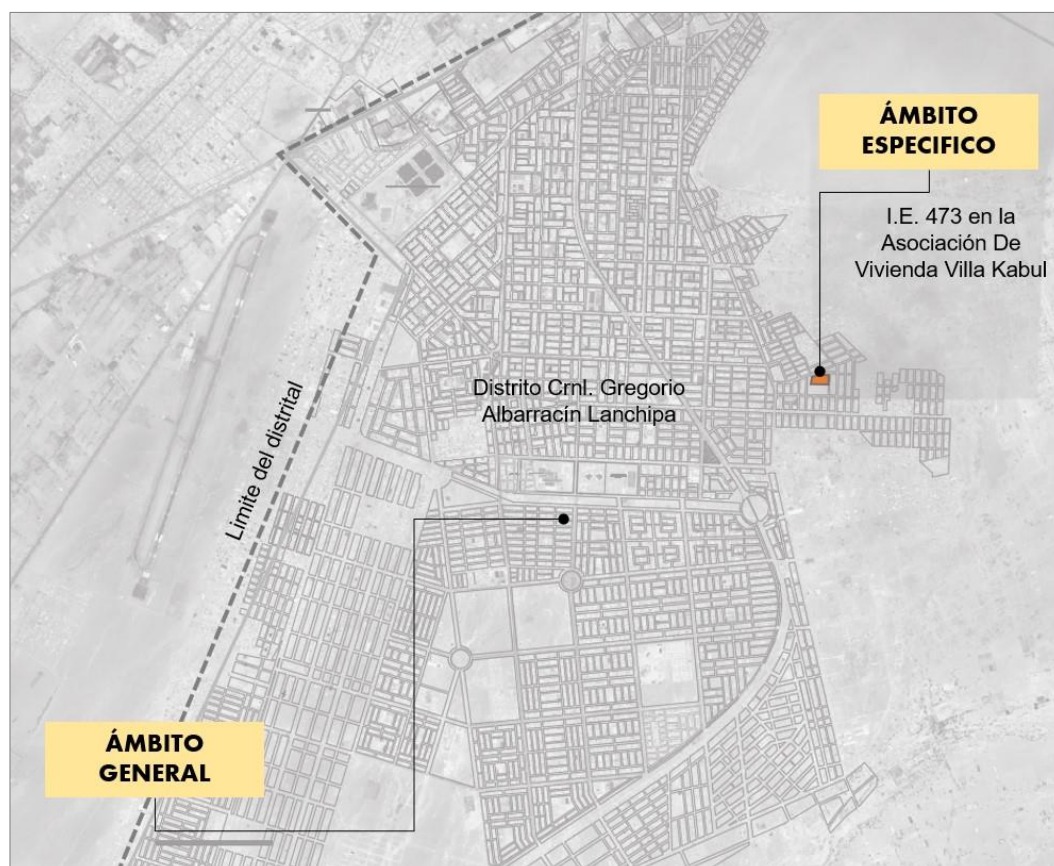 ÁMBITO
ESPECIFICO
I.E. 473 en la
Asociación De
Vivienda Villa Kabul
Distrito Crnl. Gregorio
Albarracín Lanchipa
Limite del distrital
ÁMBITO
GENERAL